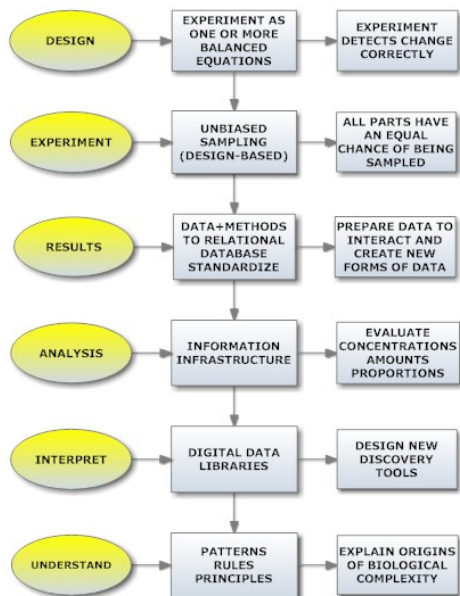 DESIGN
EXPERIMENT AS
ONE OR MORE
BALANCED
EQUATIONS
EXPERIMENT
DETECTS CHANGE
CORRECTLY
EXPERIMENT
UNBIASED
SAMPLING
(DESIGN-BASED)
ALL PARTS HAVE
AN EQUAL
CHANCE OF BEING
SAMPLED
RESULTS
DATA+METHODS
TO RELATIONAL
DATABASE
STANDARDIZE
PREPARE DATA TO
INTERACT AND
CREATE NEW
FORMS OF DATA
ANALYSIS
INFORMATION
INFRASTRUCTURE
EVALUATE
CONCENTRATIONS
AMOUNTS
PROPORTIONS
INTERPRET
DIGITAL DATA
LIBRARIES
DESIGN NEW
DISCOVERY
TOOLS
UNDERSTAND
PATTERNS
RULES
PRINCIPLES
EXPLAIN ORIGINS
OF BIOLOGICAL
COMPLEXITY